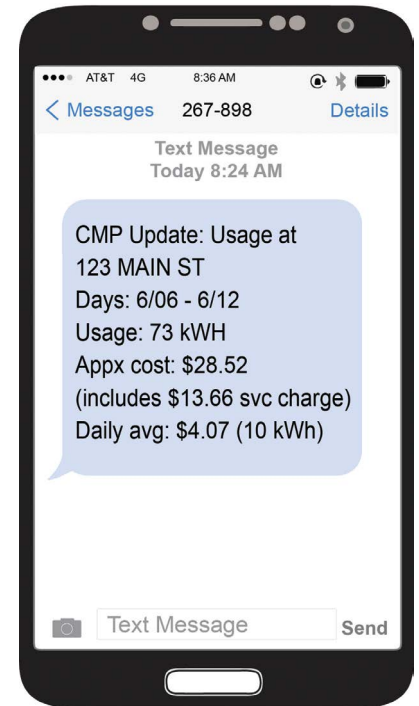 AT&T 4G 8:36 AM
Messages 267-898 Details
Text Message
Today 8:24 AM
CMP Update: Usage at
123 MAIN ST
Days: 6/06 - 6/12
Usage: 73 kWH
Appx cost: $28.52
(includes $13.66 svc charge)
Daily avg: $4.07 (10 kWh)
Text Message Send